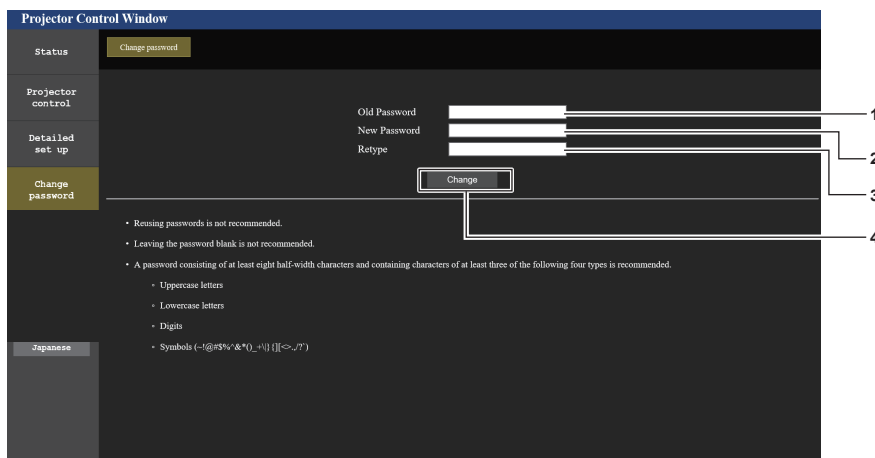 Projector Control Window
Status
Projector
control
Detailed
set up
Change
password
Japanese
Change password
Old Password
New Password
Retype
Change
• Reusing passwords is not recommended.
• Leaving the password blank is not recommended.
• A password consisting of at least eight half-width characters and containing characters of at least three of the following four types is recommended.
◦ Uppercase letters
◦ Lowercase letters
◦ Digits
◦ Symbols (~!@#$%^&*()_+\|}{][<>.,/?`)
1
2
3
4